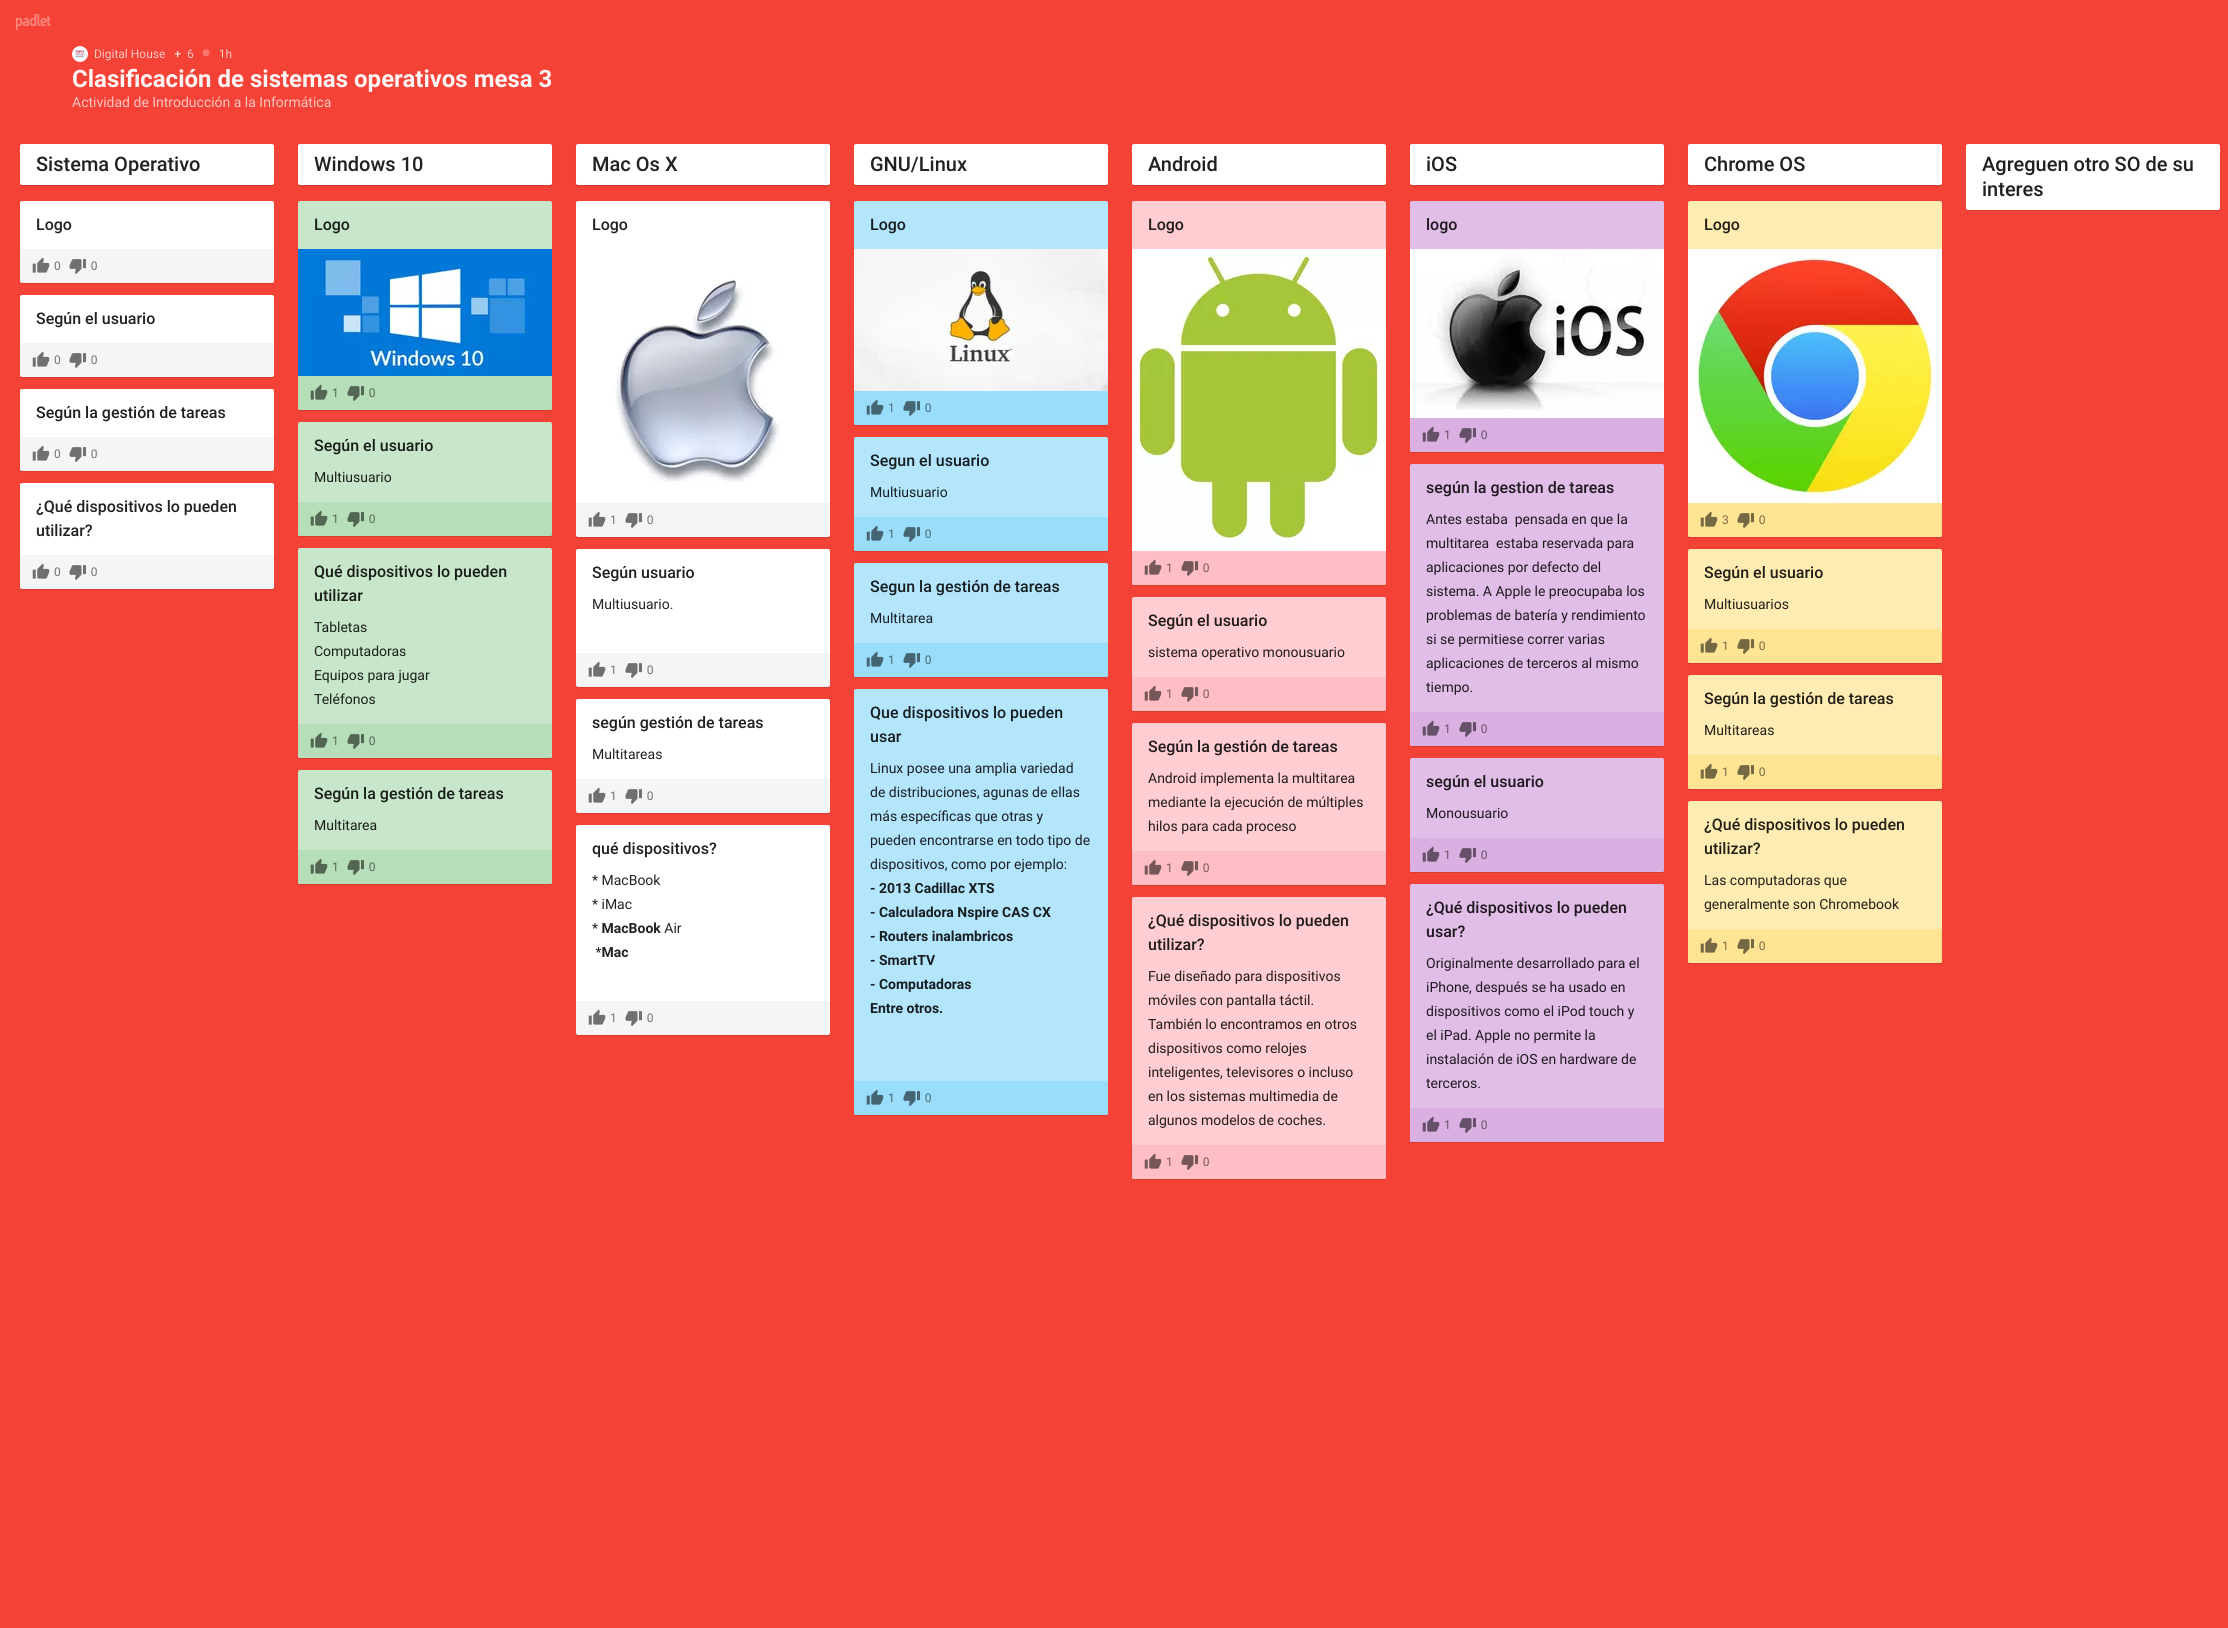 padlet
Digital House + 6 1h
Clasificación de sistemas operativos mesa 3
Actividad de Introducción a la Informática
Sistema Operativo
Logo
0 0
Según el usuario
0 0
Según la gestión de tareas
0 0
¿Qué dispositivos lo pueden
utilizar?
0 0
Windows 10
Logo
Windows 10
1 0
Según el usuario
Multiusuario
1 0
Qué dispositivos lo pueden
utilizar
Tabletas
Computadoras
Equipos para jugar
Teléfonos
1 0
Según la gestión de tareas
Multitarea
1 0
Mac Os X
Logo
1 0
Según usuario
Multiusuario.
1 0
según gestión de tareas
Multitareas
1 0
qué dispositivos?
* MacBook
* iMac
* MacBook Air
*Mac
1 0
GNU/Linux
Logo
Linux
1 0
Segun el usuario
Multiusuario
1 0
Segun la gestión de tareas
Multitarea
1 0
Que dispositivos lo pueden
usar
Linux posee una amplia variedad
de distribuciones, agunas de ellas
más específicas que otras y
pueden encontrarse en todo tipo de
dispositivos, como por ejemplo:
- 2013 Cadillac XTS
- Calculadora Nspire CAS CX
- Routers inalambricos
- SmartTV
- Computadoras
Entre otros.
1 0
Android
Logo
1 0
Según el usuario
sistema operativo monousuario
1 0
Según la gestión de tareas
Android implementa la multitarea
mediante la ejecución de múltiples
hilos para cada proceso
1 0
¿Qué dispositivos lo pueden
utilizar?
Fue diseñado para dispositivos
móviles con pantalla táctil.
También lo encontramos en otros
dispositivos como relojes
inteligentes, televisores o incluso
en los sistemas multimedia de
algunos modelos de coches.
1 0
iOS
logo
iOS
1 0
según la gestion de tareas
Antes estaba pensada en que la
multitarea estaba reservada para
aplicaciones por defecto del
sistema. A Apple le preocupaba los
problemas de batería y rendimiento
si se permitiese correr varias
aplicaciones de terceros al mismo
tiempo.
1 0
según el usuario
Monousuario
1 0
¿Qué dispositivos lo pueden
usar?
Originalmente desarrollado para el
iPhone, después se ha usado en
dispositivos como el iPod touch y
el iPad. Apple no permite la
instalación de iOS en hardware de
terceros.
1 0
Chrome OS
Logo
3 0
Según el usuario
Multiusuarios
1 0
Según la gestión de tareas
Multitareas
1 0
¿Qué dispositivos lo pueden
utilizar?
Las computadoras que
generalmente son Chromebook
1 0
Agreguen otro SO de su
interes